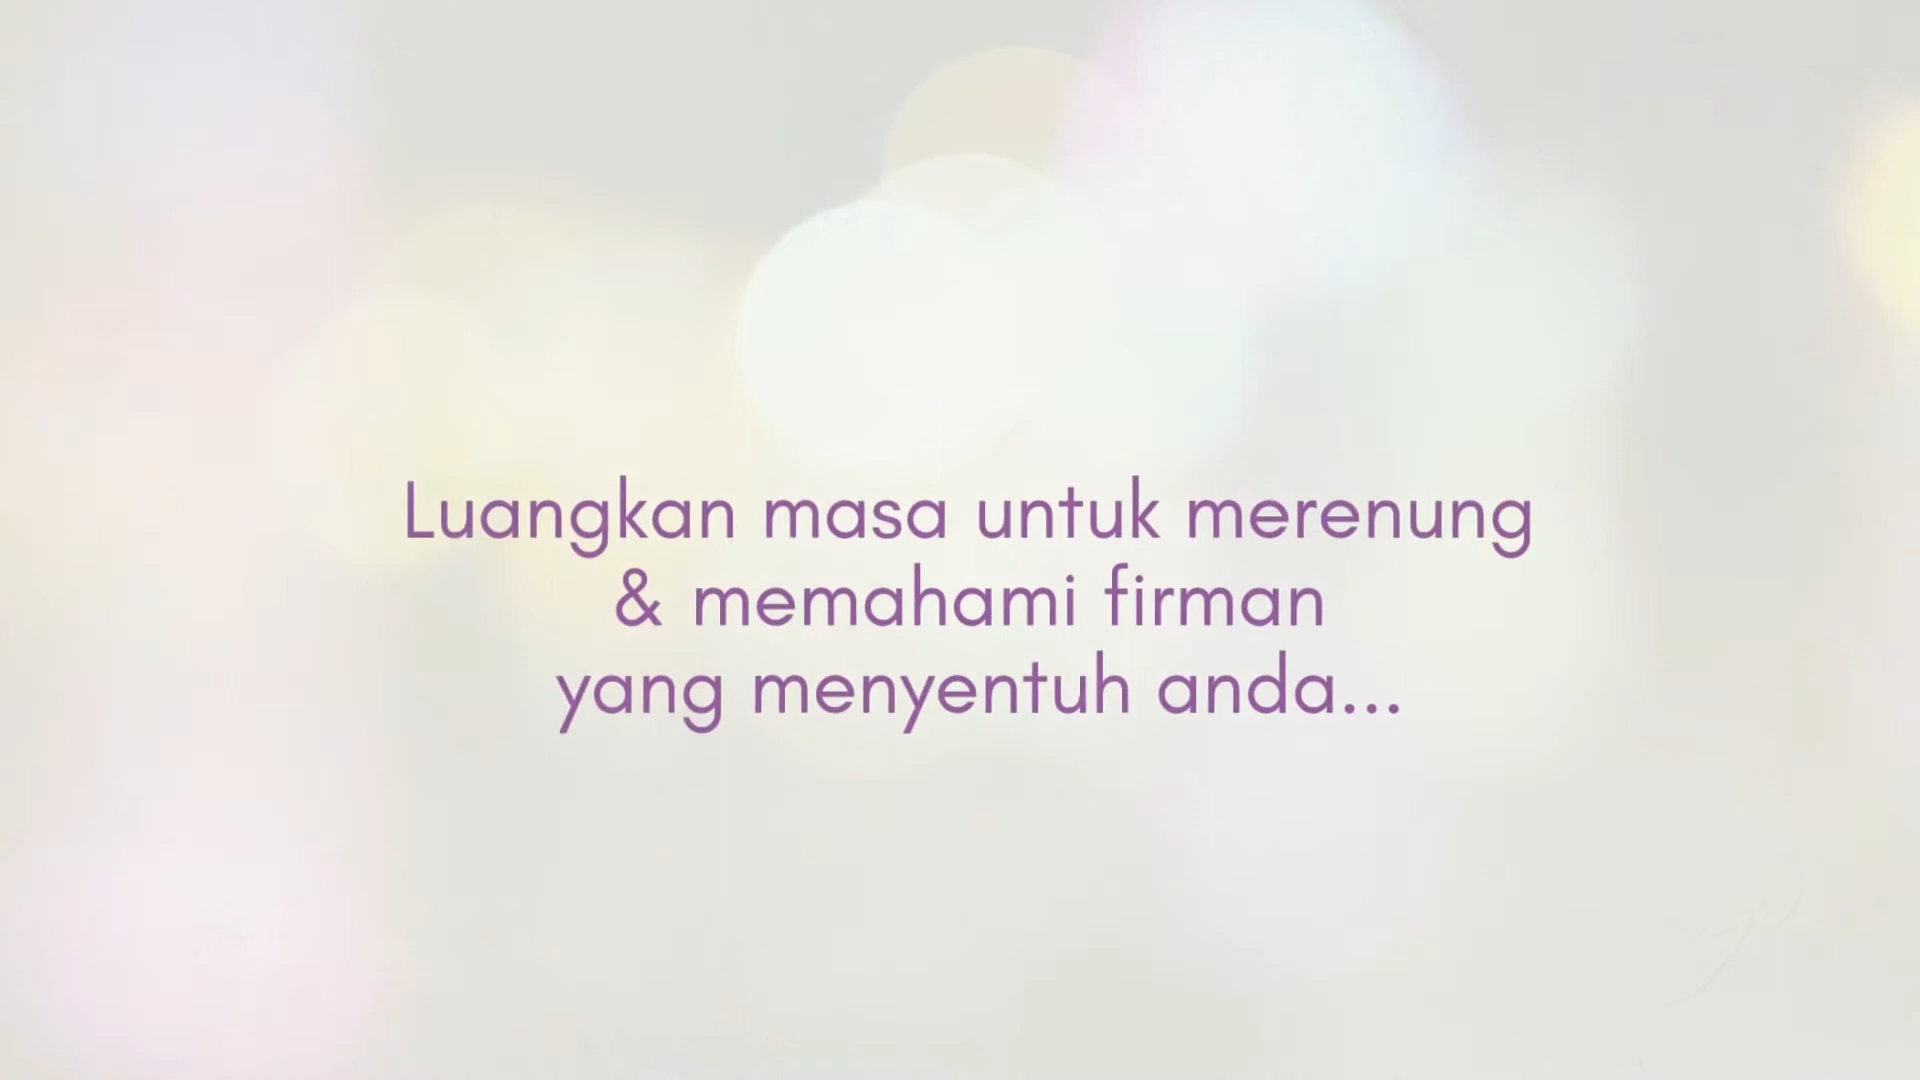 Luangkan masa untuk merenung
& memahami firman
yang menyentuh anda...